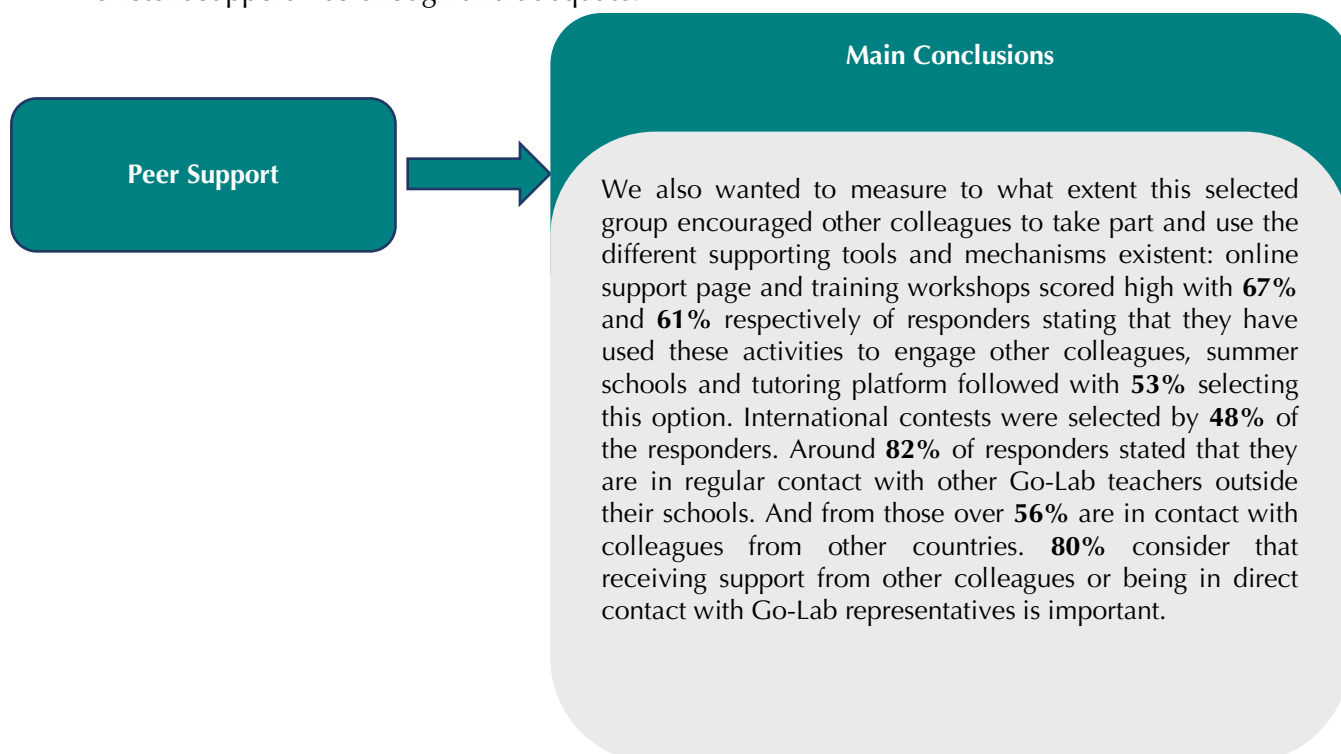 Main Conclusions
Peer Support
We also wanted to measure to what extent this selected
group encouraged other colleagues to take part and use the
different supporting tools and mechanisms existent: online
support page and training workshops scored high with 67%
and 61% respectively of responders stating that they have
used these activities to engage other colleagues, summer
schools and tutoring platform followed with 53% selecting
this option. International contests were selected by 48% of
the responders. Around 82% of responders stated that they
are in regular contact with other Go-Lab teachers outside
their schools. And from those over 56% are in contact with
colleagues from other countries. 80% consider that
receiving support from other colleagues or being in direct
contact with Go-Lab representatives is important.